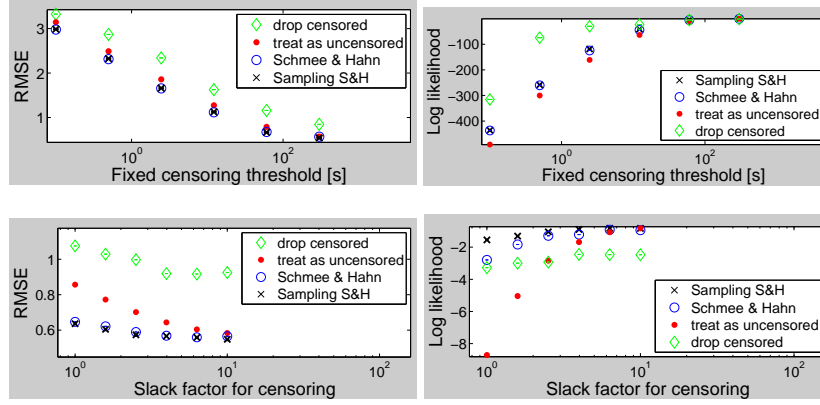 3
2
1
RMSE
drop censored
treat as uncensored
Schmee & Hahn
Sampling S&H
10^0
10^2
Fixed censoring threshold [s]
−100
−200
−300
−400
Log likelihood
Sampling S&H
Schmee & Hahn
treat as uncensored
drop censored
10^0
10^2
Fixed censoring threshold [s]
1
0.8
0.6
RMSE
drop censored
treat as uncensored
Schmee & Hahn
Sampling S&H
10^0
10^1
10^2
Slack factor for censoring
−2
−4
−6
−8
Log likelihood
Sampling S&H
Schmee & Hahn
treat as uncensored
drop censored
10^0
10^1
10^2
Slack factor for censoring